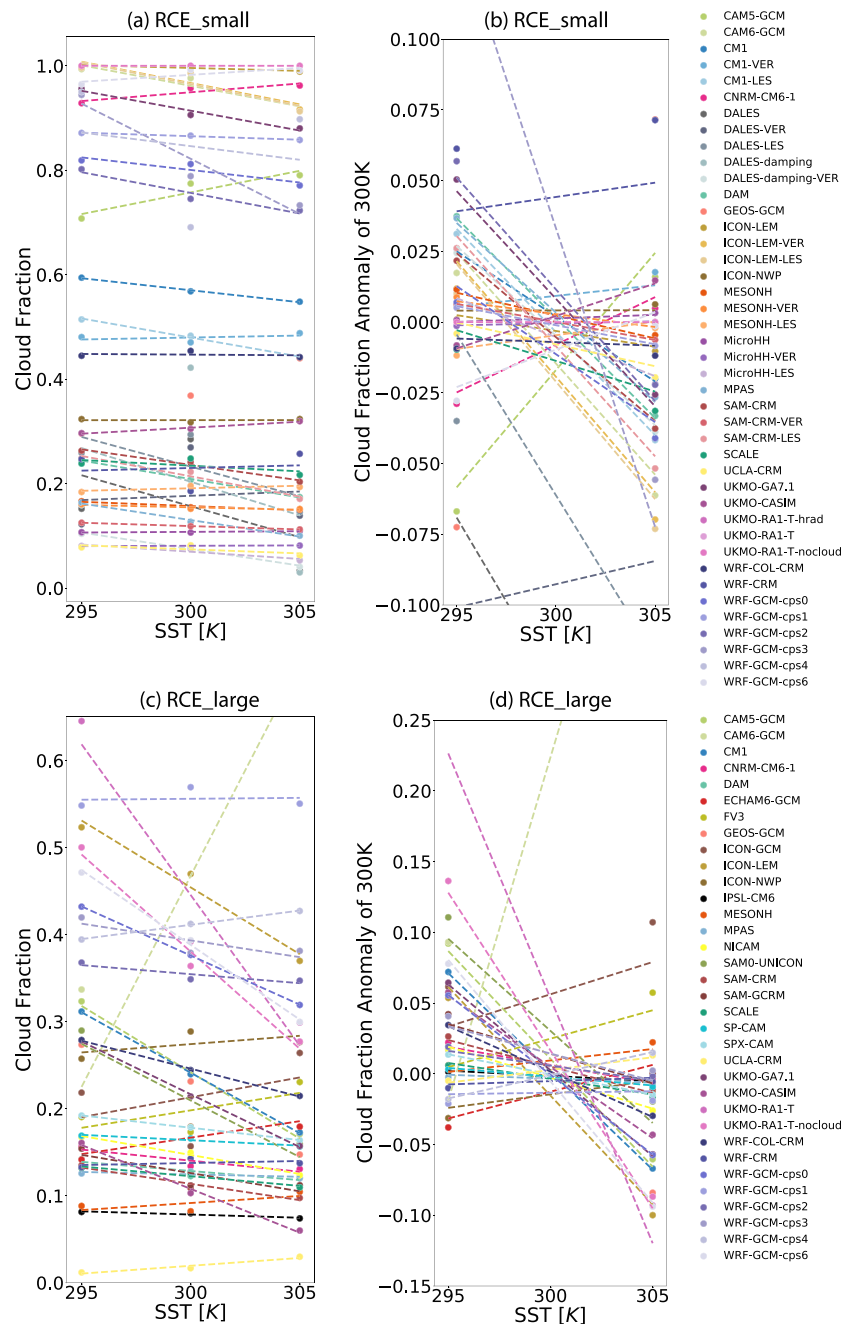 (a) RCE_small
1.0
0.8
0.6
0.4
0.2
0.0
Cloud Fraction
295
300
305
SST [K]
(b) RCE_small
0.100
0.075
0.050
0.025
0.000
−0.025
−0.050
−0.075
−0.100
Cloud Fraction Anomaly of 300K
295
300
305
SST [K]
CAM5-GCM
CAM6-GCM
CM1
CM1-VER
CM1-LES
CNRM-CM6-1
DALES
DALES-VER
DALES-LES
DALES-damping
DALES-damping-VER
DAM
GEOS-GCM
ICON-LEM
ICON-LEM-VER
ICON-LEM-LES
ICON-NWP
MESONH
MESONH-VER
MESONH-LES
MicroHH
MicroHH-VER
MicroHH-LES
MPAS
SAM-CRM
SAM-CRM-VER
SAM-CRM-LES
SCALE
UCLA-CRM
UKMO-GA7.1
UKMO-CASIM
UKMO-RA1-T-hrad
UKMO-RA1-T
UKMO-RA1-T-nocloud
WRF-COL-CRM
WRF-CRM
WRF-GCM-cps0
WRF-GCM-cps1
WRF-GCM-cps2
WRF-GCM-cps3
WRF-GCM-cps4
WRF-GCM-cps6
(c) RCE_large
0.6
0.5
0.4
0.3
0.2
0.1
0.0
Cloud Fraction
295
300
305
SST [K]
(d) RCE_large
0.25
0.20
0.15
0.10
0.05
0.00
−0.05
−0.10
−0.15
Cloud Fraction Anomaly of 300K
295
300
305
SST [K]
CAM5-GCM
CAM6-GCM
CM1
CNRM-CM6-1
DAM
ECHAM6-GCM
FV3
GEOS-GCM
ICON-GCM
ICON-LEM
ICON-NWP
IPSL-CM6
MESONH
MPAS
NICAM
SAM0-UNICON
SAM-CRM
SAM-GCRM
SCALE
SP-CAM
SPX-CAM
UCLA-CRM
UKMO-GA7.1
UKMO-CASIM
UKMO-RA1-T
UKMO-RA1-T-nocloud
WRF-COL-CRM
WRF-CRM
WRF-GCM-cps0
WRF-GCM-cps1
WRF-GCM-cps2
WRF-GCM-cps3
WRF-GCM-cps4
WRF-GCM-cps6